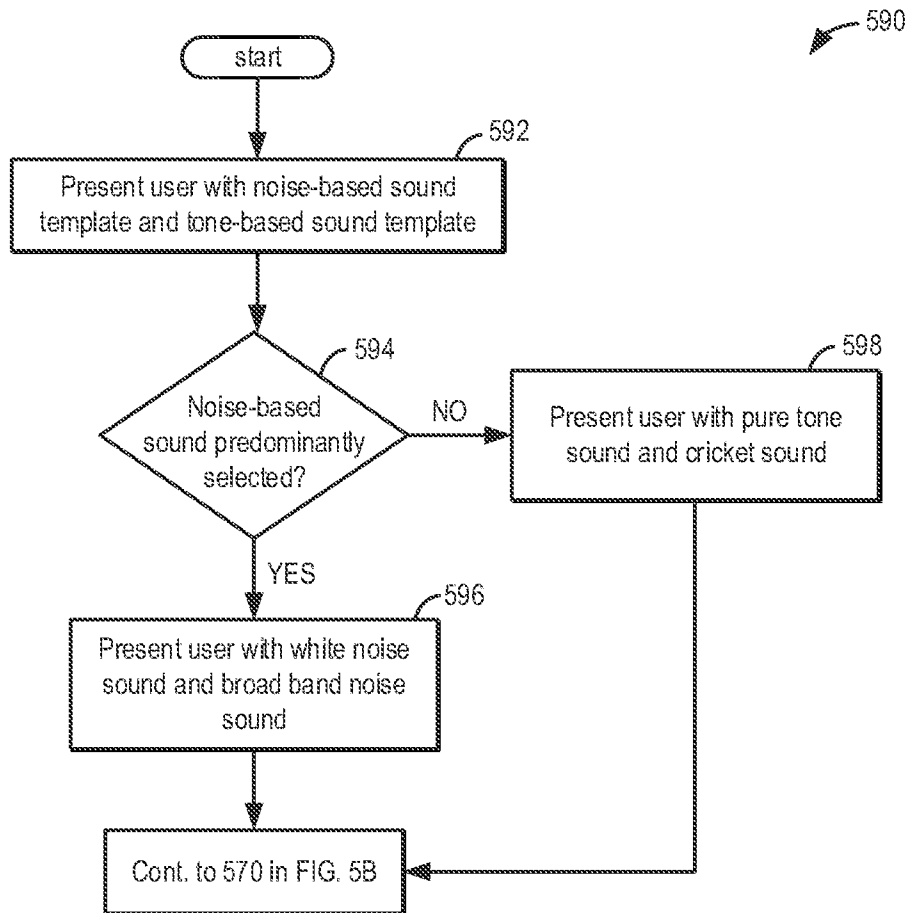 590
start
592
Present user with noise-based sound
template and tone-based sound template
594
Noise-based
sound predominantly
selected?
NO
598
Present user with pure tone
sound and cricket sound
YES
596
Present user with white noise
sound and broad band noise
sound
Cont. to 570 in FIG. 5B